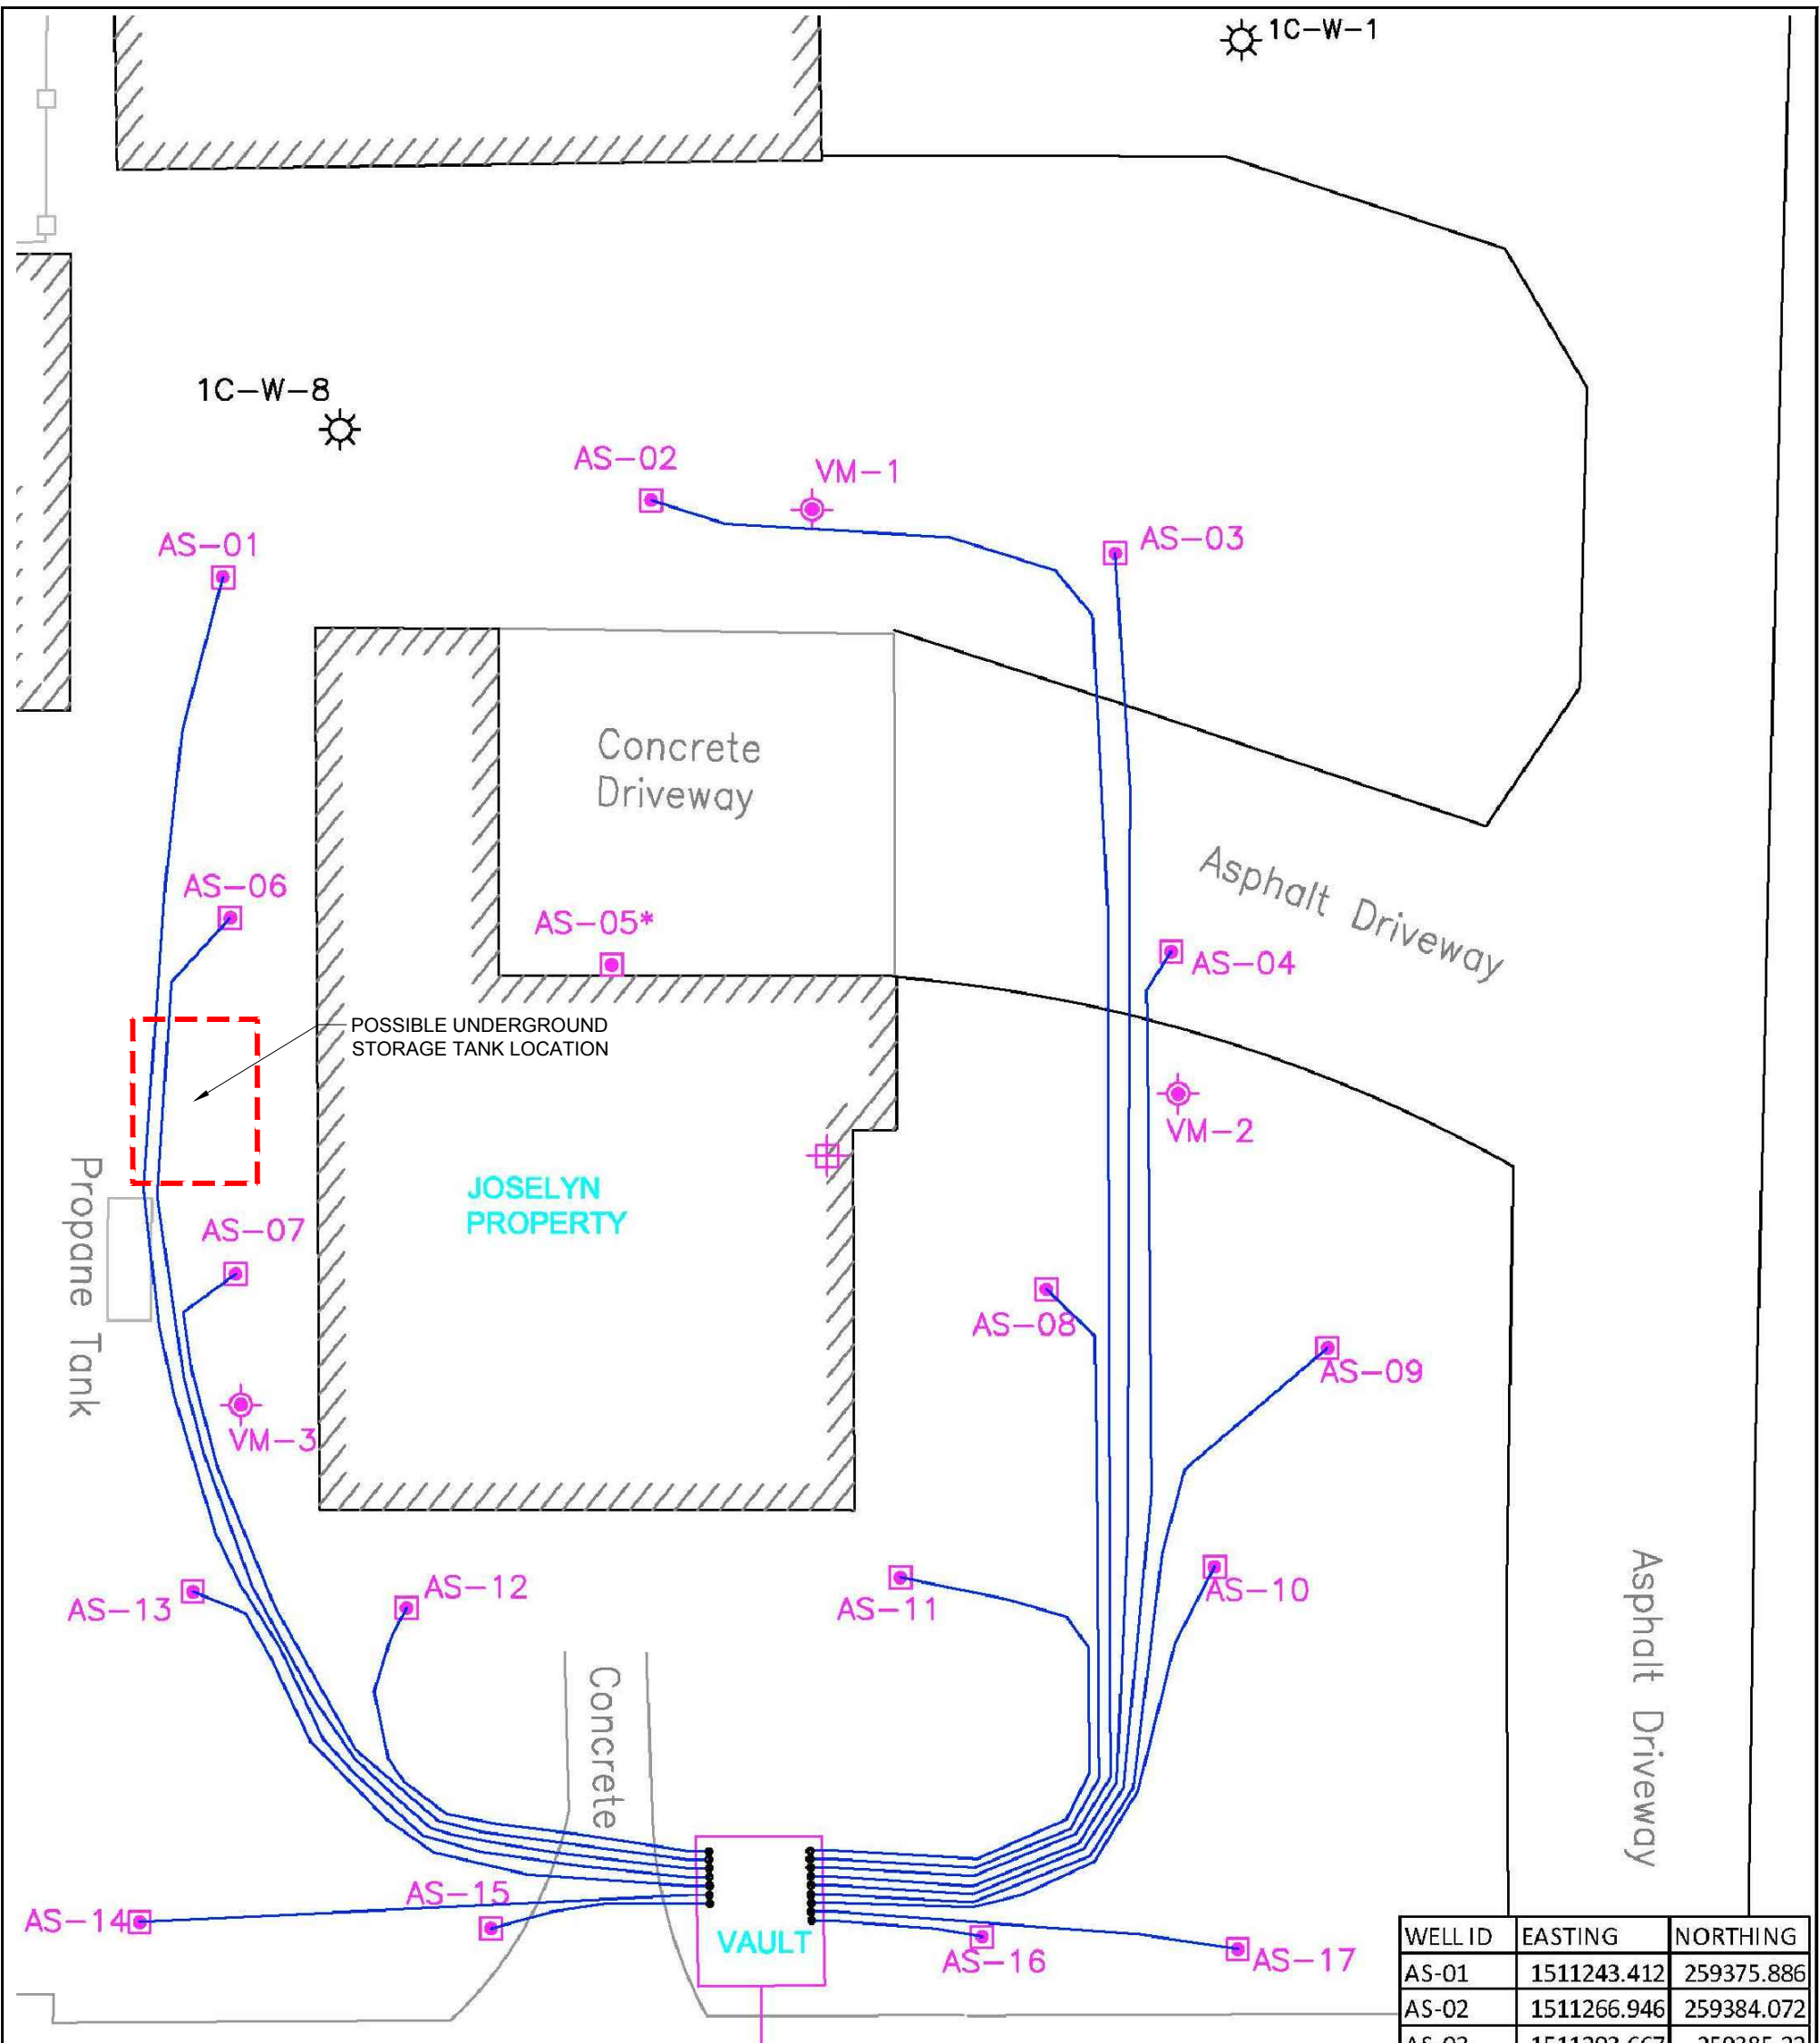 1C-W-1
1C-W-8
AS-02
VM-1
AS-01
AS-03
Concrete
Driveway
Asphalt Driveway
AS-06
AS-05*
AS-04
POSSIBLE UNDERGROUND
STORAGE TANK LOCATION
VM-2
Propane Tank
JOSELYN
PROPERTY
AS-07
AS-08
AS-09
VM-3
AS-13
AS-12
AS-11
AS-10
Asphalt Driveway
Concrete
AS-14
AS-15
VAULT
AS-16
AS-17
WELL ID EASTING NORTHING
AS-01 1511243.412 259375.886
AS-02 1511266.946 259384.072